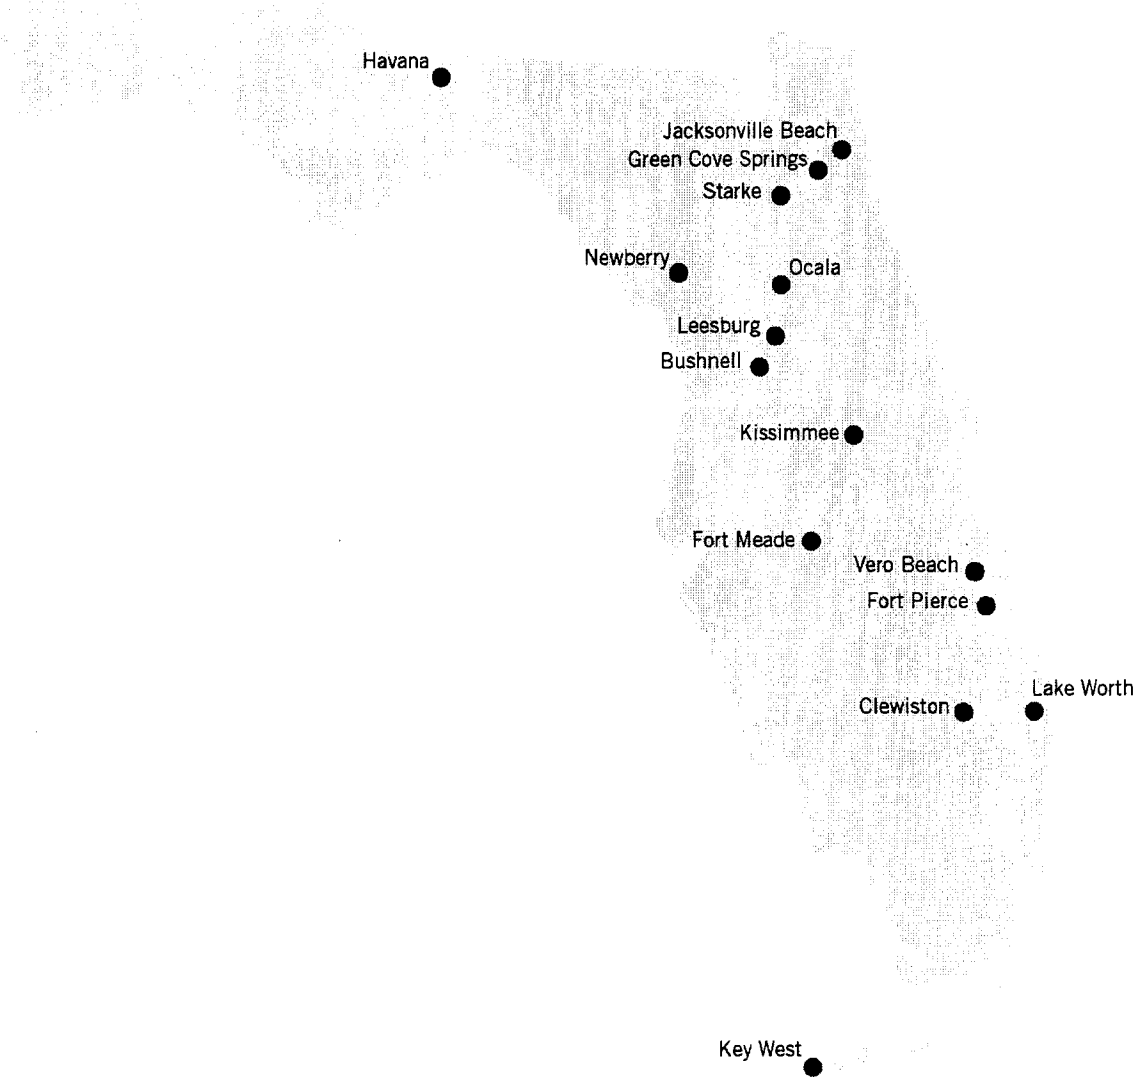 Havana
Jacksonville Beach
Green Cove Springs
Starke
Newberry
Ocala
Leesburg
Bushnell
Kissimmee
Fort Meade
Vero Beach
Fort Pierce
Lake Worth
Clewiston
Key West